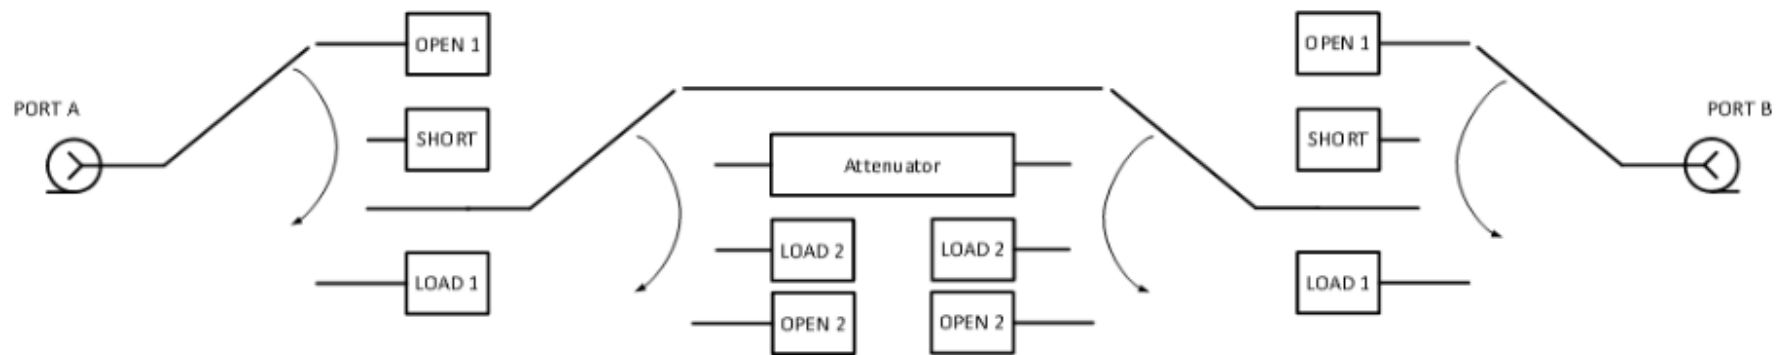 OPEN 1
OPEN 1
PORT A
PORT B
SHORT
SHORT
Attenuator
LOAD 2
LOAD 2
LOAD 1
LOAD 1
OPEN 2
OPEN 2